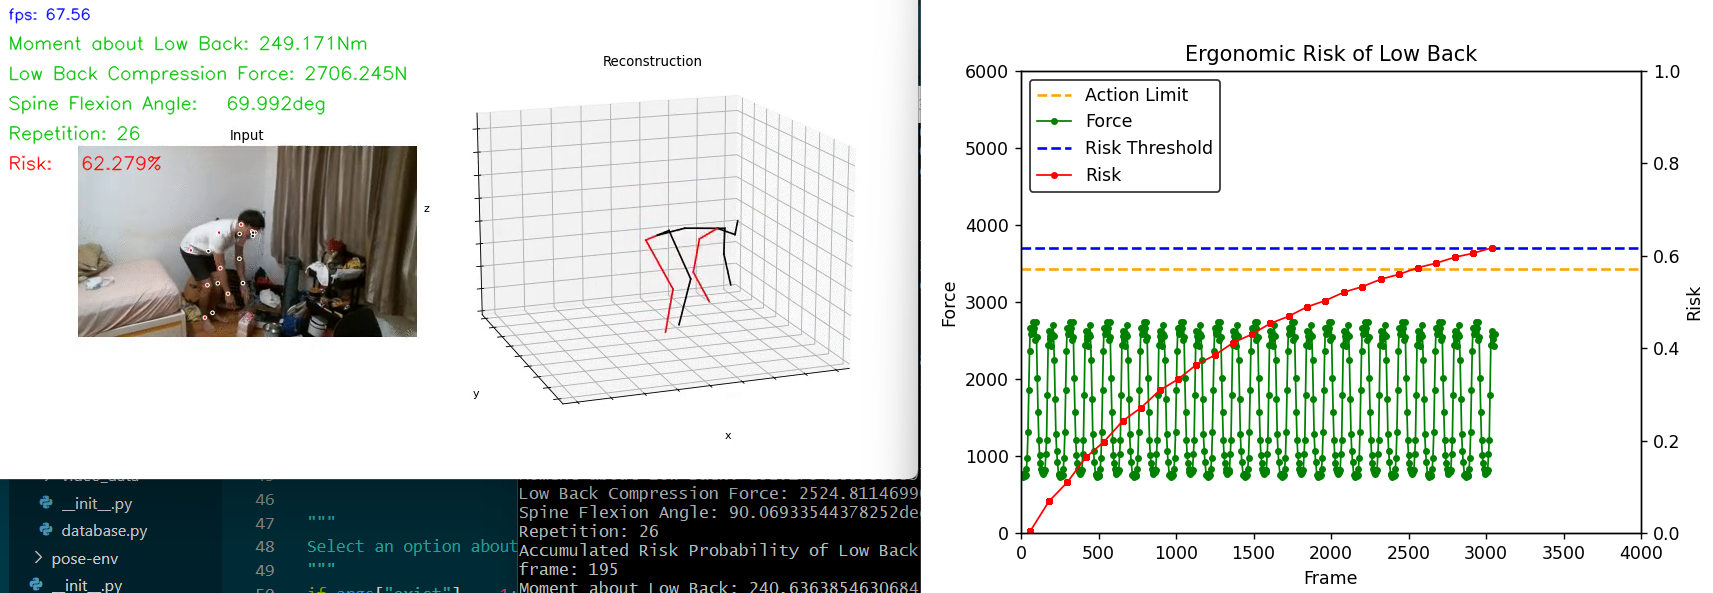 fps: 67.56
Moment about Low Back: 249.171Nm
Low Back Compression Force: 2706.245N
Spine Flexion Angle: 69.992deg
Repetition: 26
Risk: 62.279%
Input
Reconstruction
z
y
x
__init__.py
database.py
pose-env
__init__.py
46
47 """
48 Select an option about
49 """
Low Back Compression Force: 2524.8114699
Spine Flexion Angle: 90.06933544378252de
Repetition: 26
Accumulated Risk Probability of Low Back
frame: 195
Moment about Low Back: 240.6363854630684
Ergonomic Risk of Low Back
Action Limit
Force
Risk Threshold
Risk
6000
5000
4000
3000
2000
1000
0
Force
1.0
0.8
0.6
0.4
0.2
0.0
Risk
0 500 1000 1500 2000 2500 3000 3500 4000
Frame